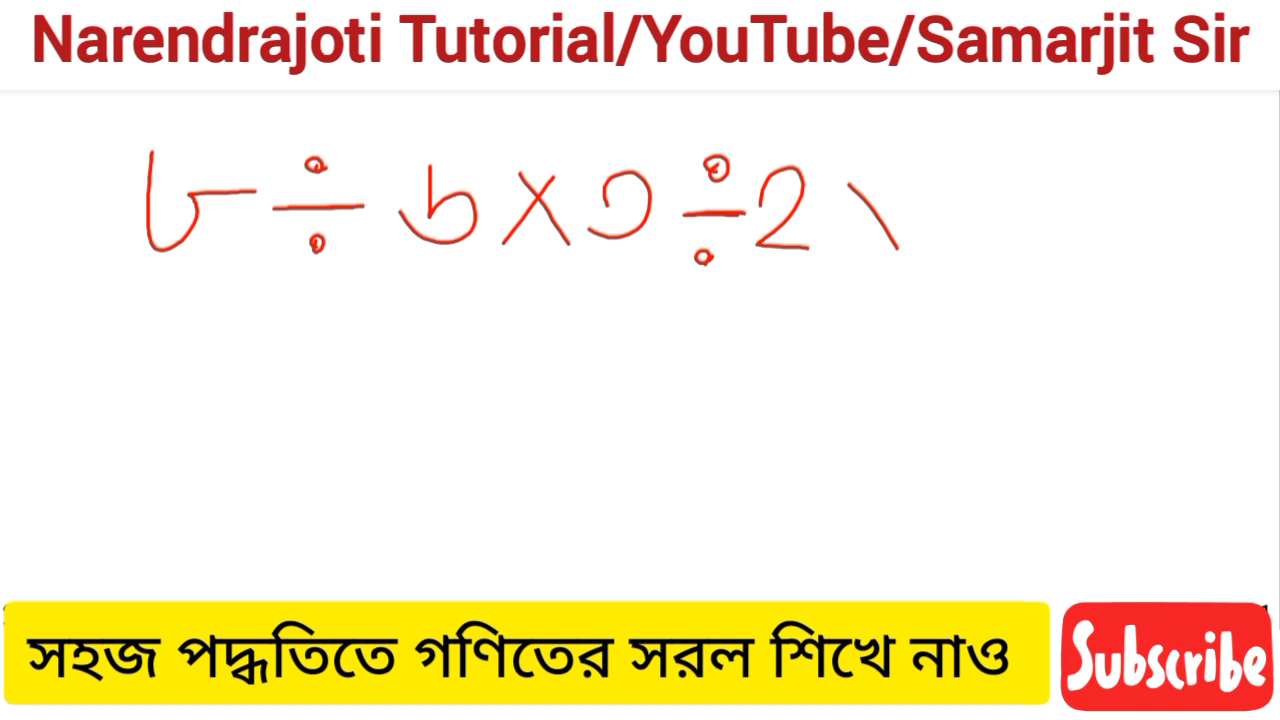 Narendrajoti Tutorial/YouTube/Samarjit Sir
৮ ÷ ৬ × ৩ ÷ ২ \
সহজ পদ্ধতিতে গণিতের সরল শিখে নাও
Subscribe